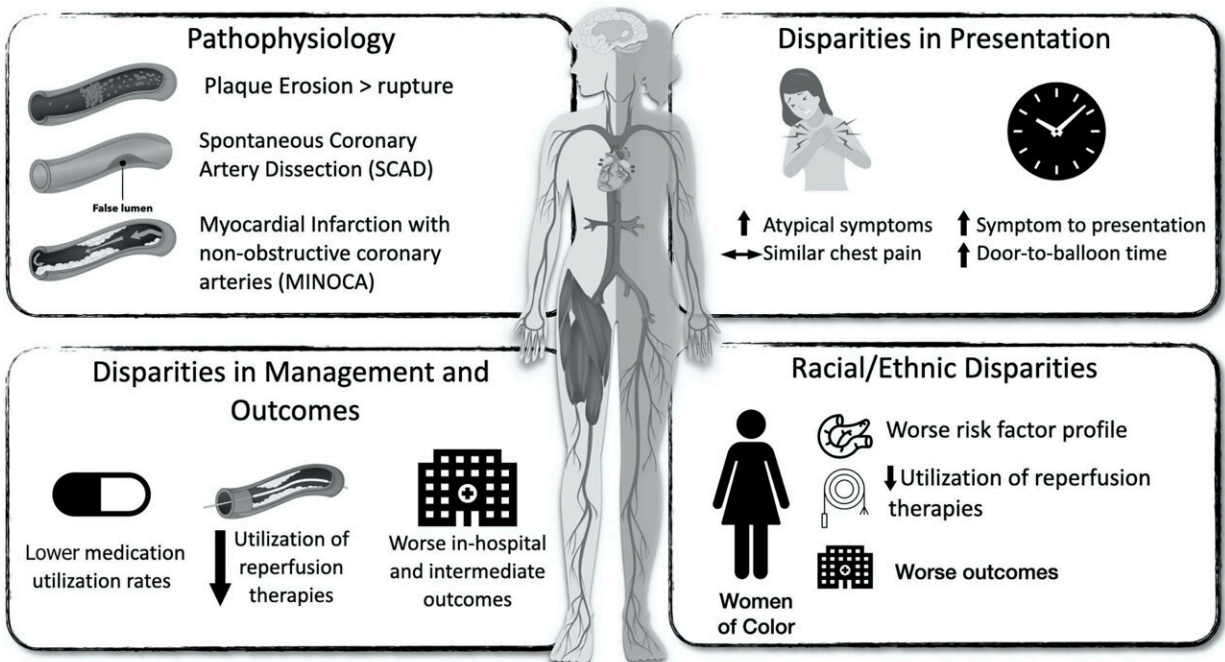 Pathophysiology
Plaque Erosion > rupture
Spontaneous Coronary
Artery Dissection (SCAD)
False lumen
Myocardial Infarction with
non-obstructive coronary
arteries (MINOCA)
Disparities in Presentation
Atypical symptoms
Similar chest pain
Symptom to presentation
Door-to-balloon time
Disparities in Management and
Outcomes
Lower medication
utilization rates
Utilization of
reperfusion
therapies
Worse in-hospital
and intermediate
outcomes
Racial/Ethnic Disparities
Women
of Color
Worse risk factor profile
Utilization of reperfusion
therapies
Worse outcomes